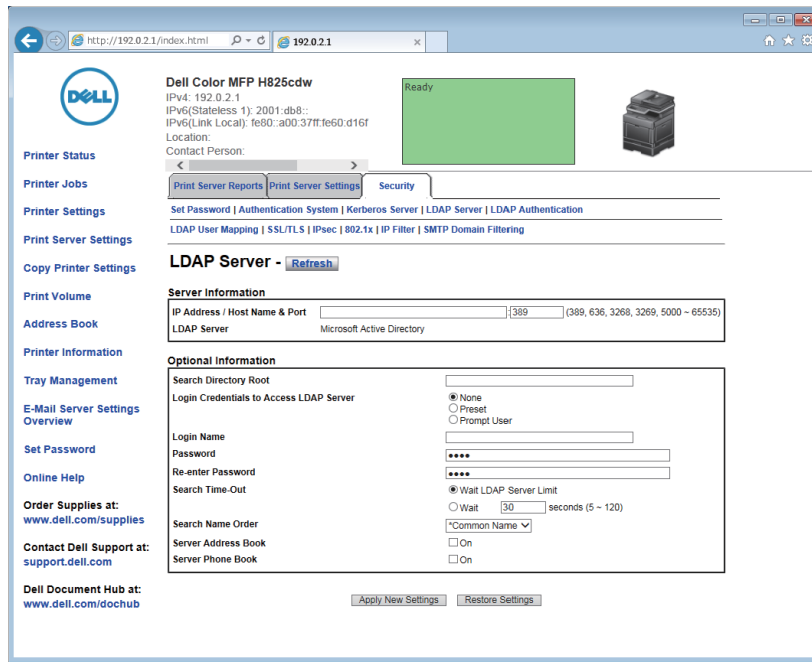 http://192.0.2.1/index.html
192.0.2.1
DELL
Dell Color MFP H825cdw
IPv4: 192.0.2.1
IPv6(Stateless 1): 2001:db8::
IPv6(Link Local): fe80::a00:37ff:fe60:d16f
Location:
Contact Person:
Ready
Printer Status
Printer Jobs
Printer Settings
Print Server Settings
Copy Printer Settings
Print Volume
Address Book
Printer Information
Tray Management
E-Mail Server Settings
Overview
Set Password
Online Help
Order Supplies at:
www.dell.com/supplies
Contact Dell Support at:
support.dell.com
Dell Document Hub at:
www.dell.com/dochub
Print Server Reports Print Server Settings Security
Set Password | Authentication System | Kerberos Server | LDAP Server | LDAP Authentication
LDAP User Mapping | SSL/TLS | IPsec | 802.1x | IP Filter | SMTP Domain Filtering
LDAP Server - Refresh
Server Information
IP Address / Host Name & Port :389 (389, 636, 3268, 3269, 5000 ~ 65535)
LDAP Server Microsoft Active Directory
Optional Information
Search Directory Root
Login Credentials to Access LDAP Server None
Preset
Prompt User
Login Name
Password ••••
Re-enter Password ••••
Search Time-Out Wait LDAP Server Limit
Wait 30 seconds (5 ~ 120)
Search Name Order *Common Name
Server Address Book On
Server Phone Book On
Apply New Settings Restore Settings